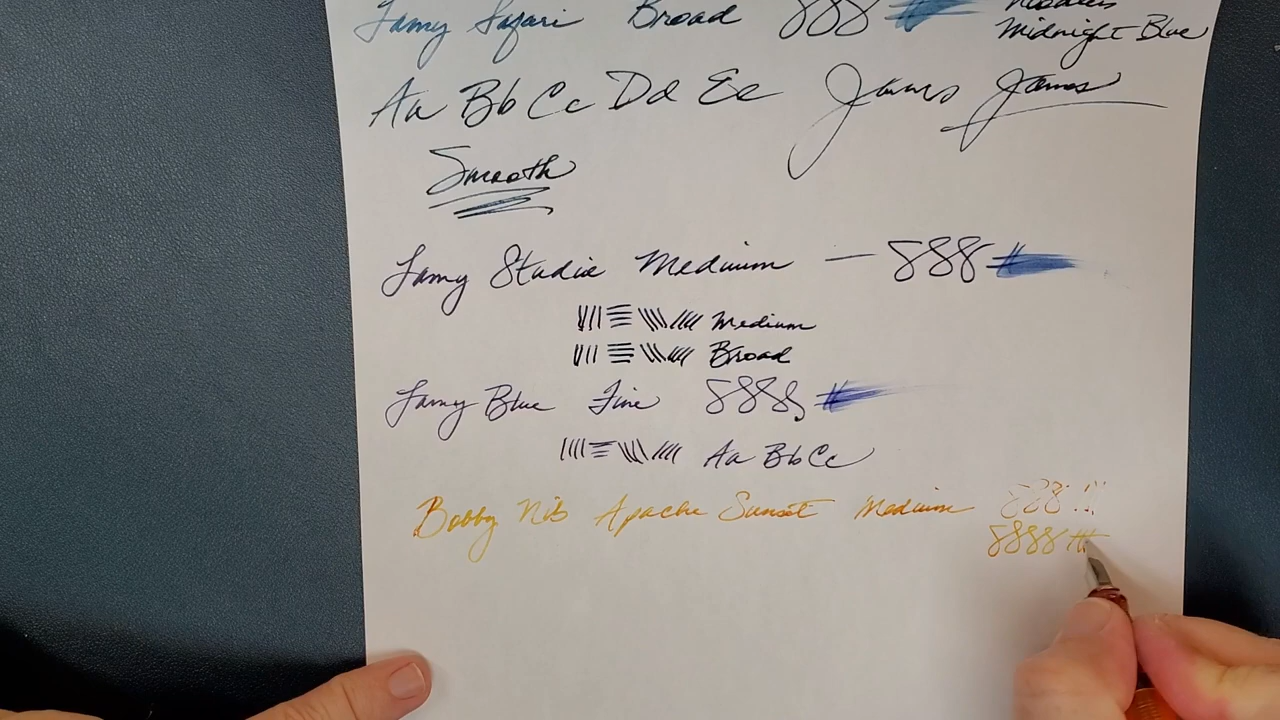 Lamy Safari Broad 888 # Noodlers
Midnight Blue
Aa Bb Cc Dd Ee James James
Smooth
Lamy Studio Medium — 888 #
Medium
Broad
Lamy Blue Fine 8888 #
Aa Bb Cc
Bobby Nib Apache Sunset Medium 888
8888 #